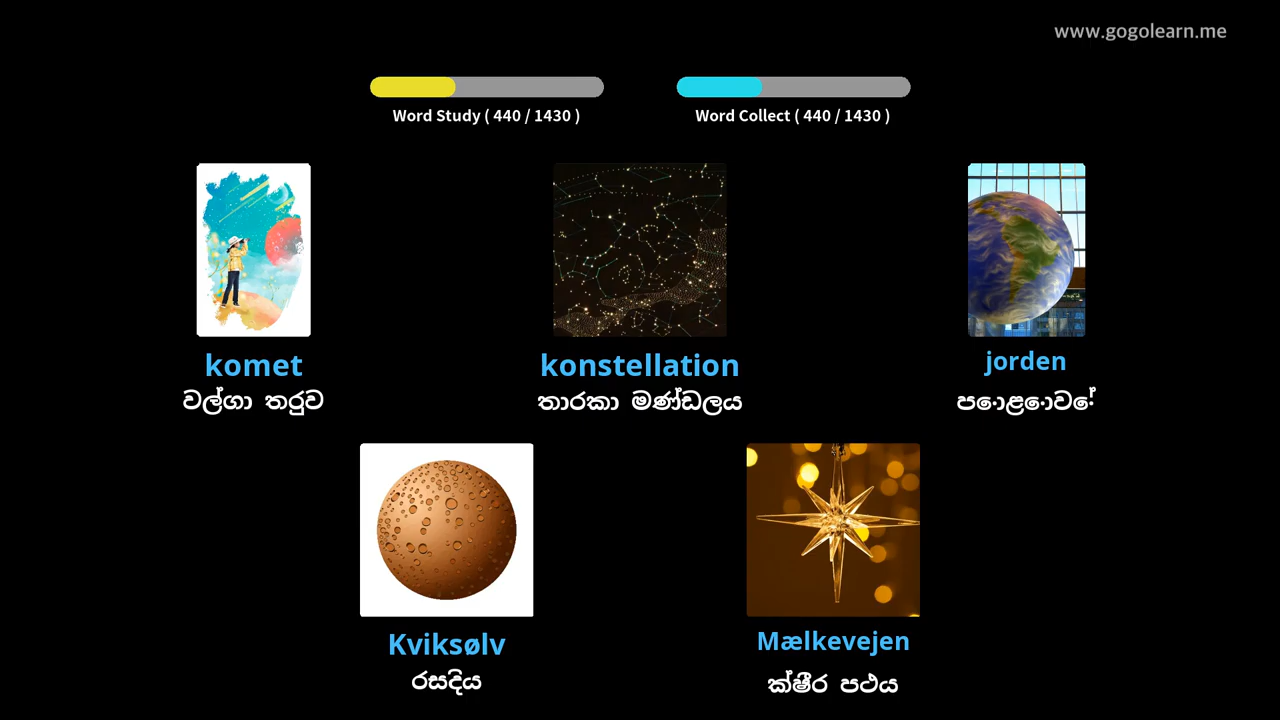 www.gogolearn.me
Word Study ( 440 / 1430 )
Word Collect ( 440 / 1430 )
komet
වල්ගා තරුව
konstellation
තාරකා මණ්ඩලය
jorden
පොළොවේ
Kviksølv
රසදිය
Mælkevejen
ක්ෂීර පථය